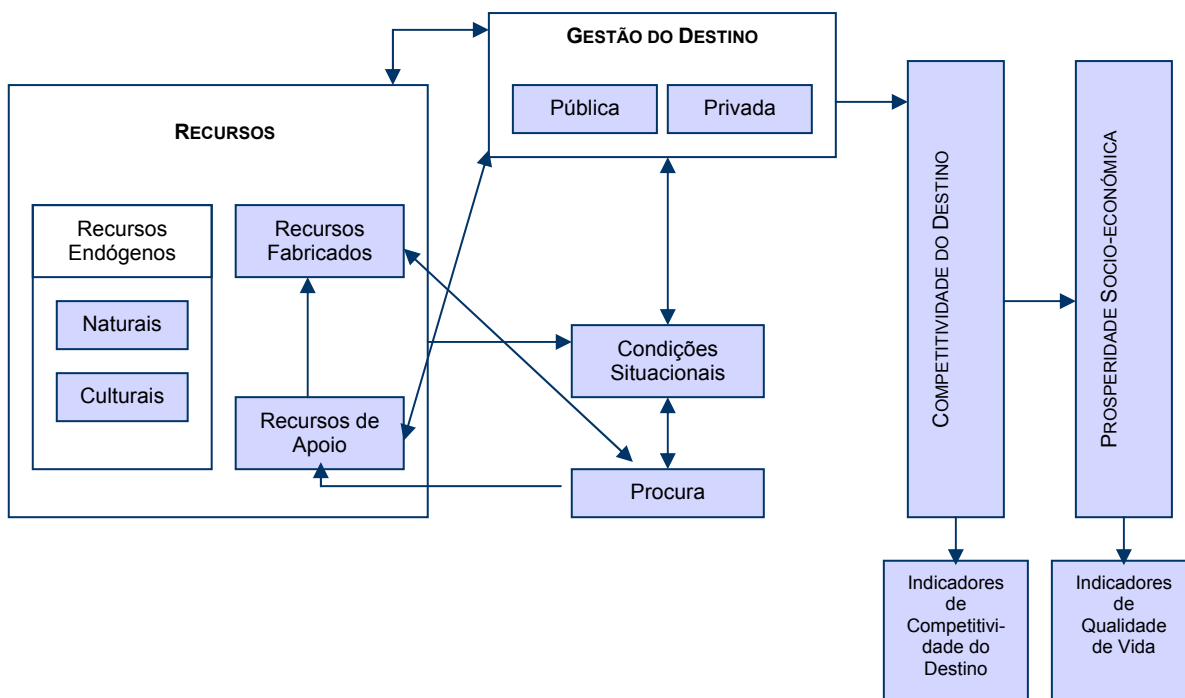 GESTÃO DO DESTINO
Pública
Privada
RECURSOS
Recursos
Endógenos
Naturais
Culturais
Recursos
Fabricados
Recursos de
Apoio
Condições
Situacionais
Procura
COMPETITIVIDADE DO DESTINO
PROSPERIDADE SOCIO-ECONÓMICA
Indicadores
de
Competitivi-
dade do
Destino
Indicadores
de
Qualidade
de Vida